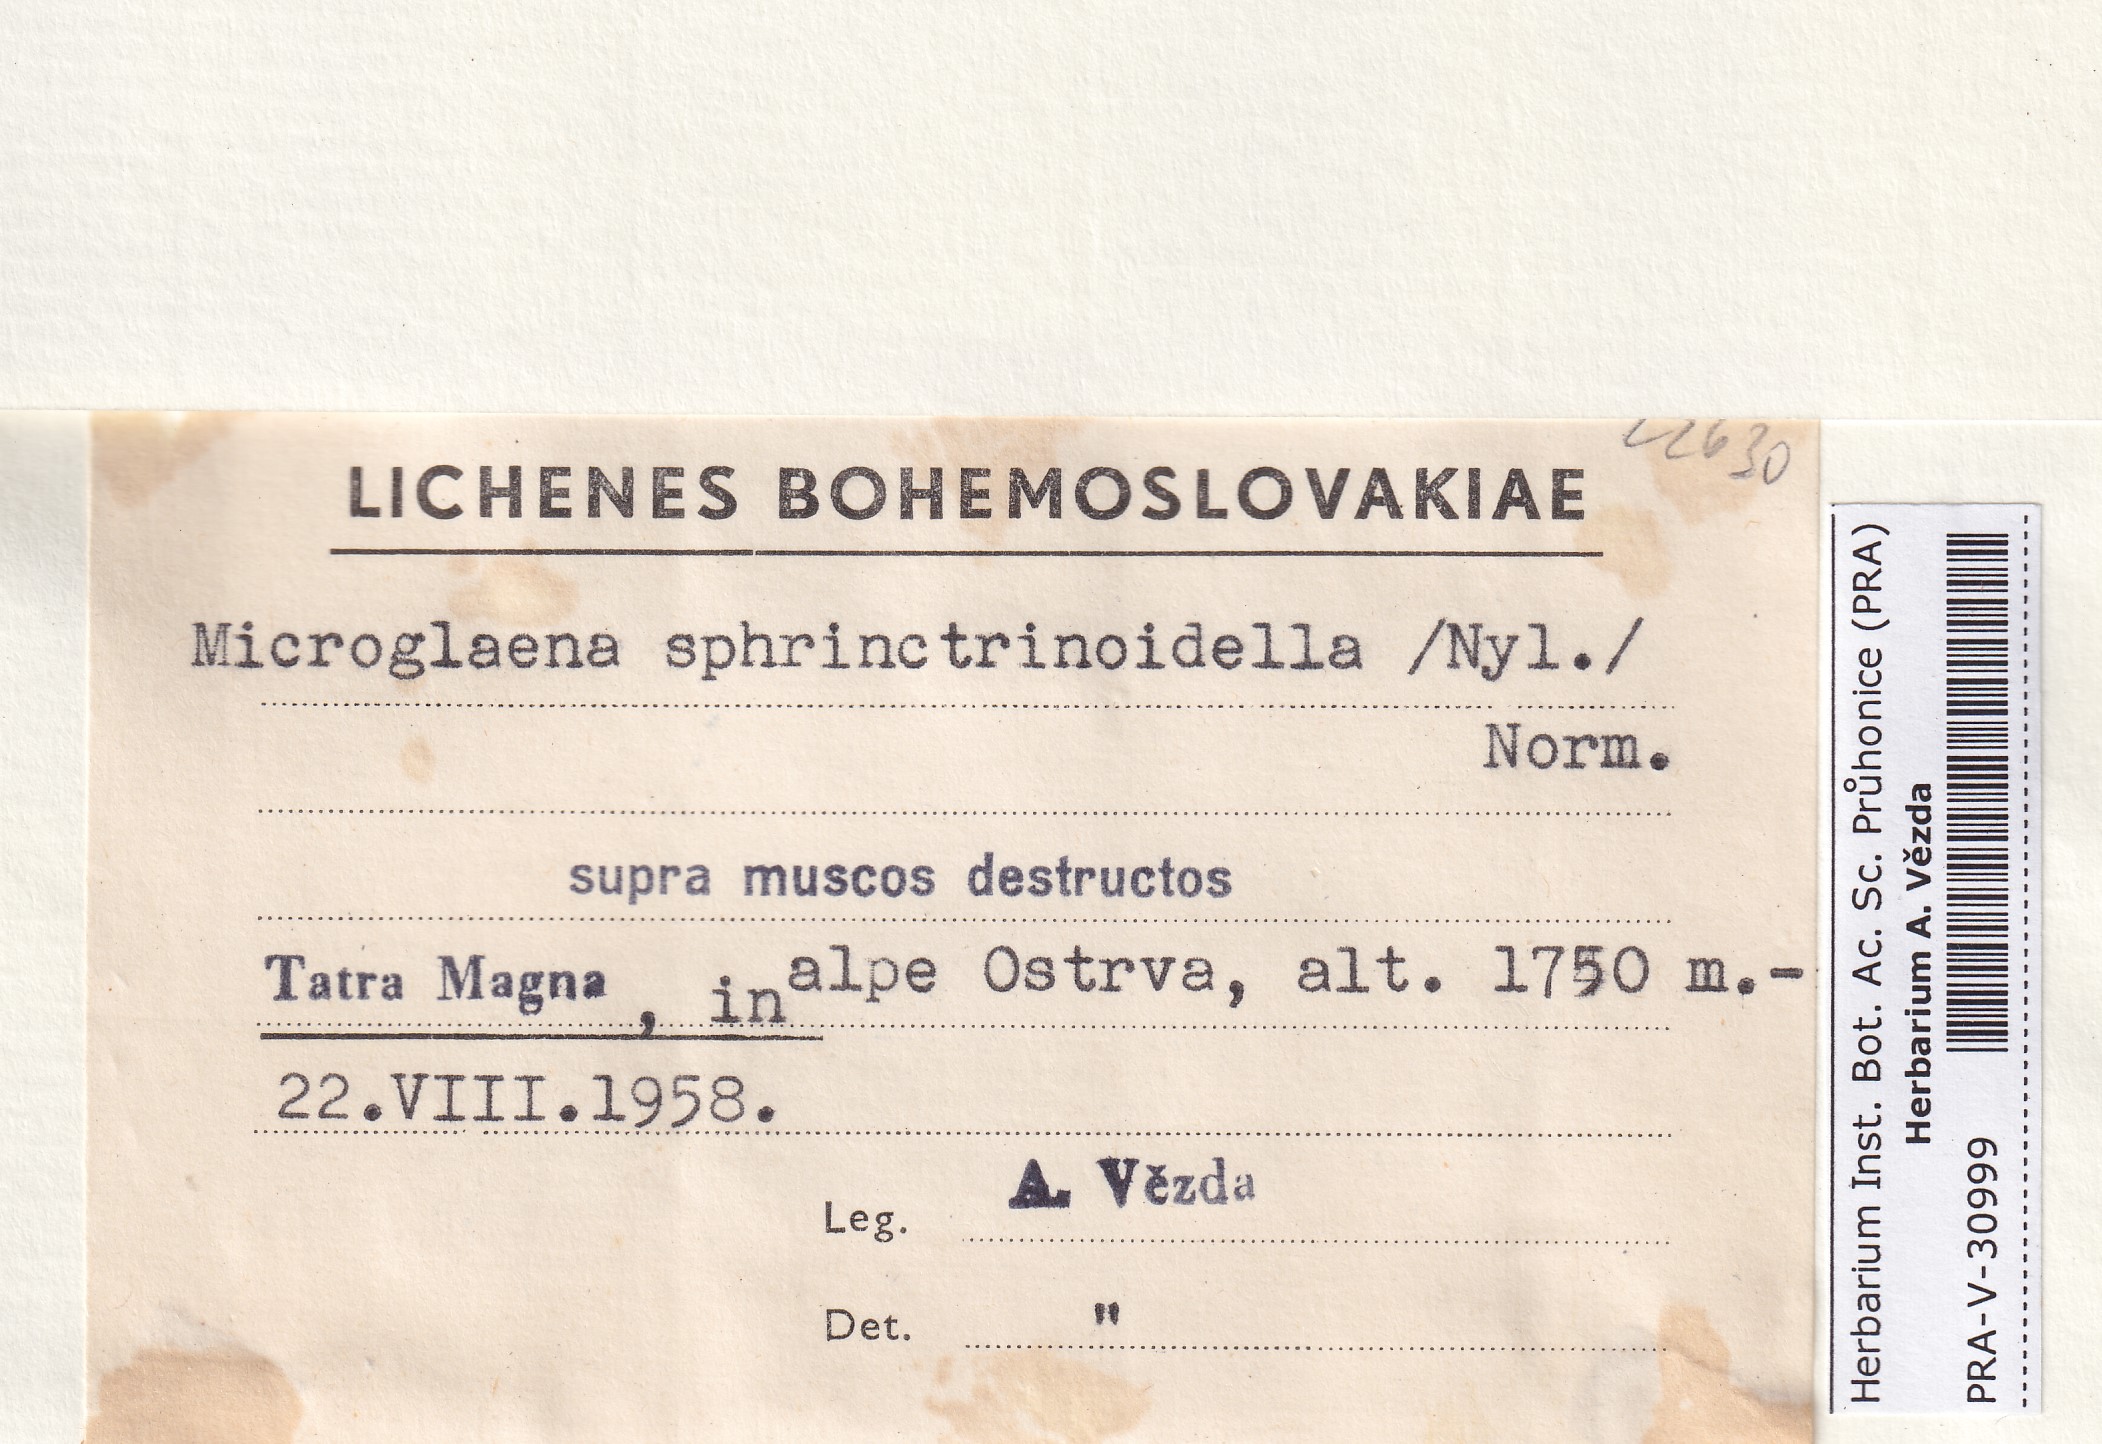 22630
LICHENES BOHEMOSLOVAKIAE
Microglaena sphrinctrinoidella /Nyl./
Norm.
supra muscos destructos
Tatra Magna, in alpe Ostrva, alt. 1750 m.-
22.VIII.1958.
Leg. A. Vězda
Det. "
Herbarium Inst. Bot. Ac. Sc. Průhonice (PRA)
Herbarium A. Vězda
PRA-V-30999